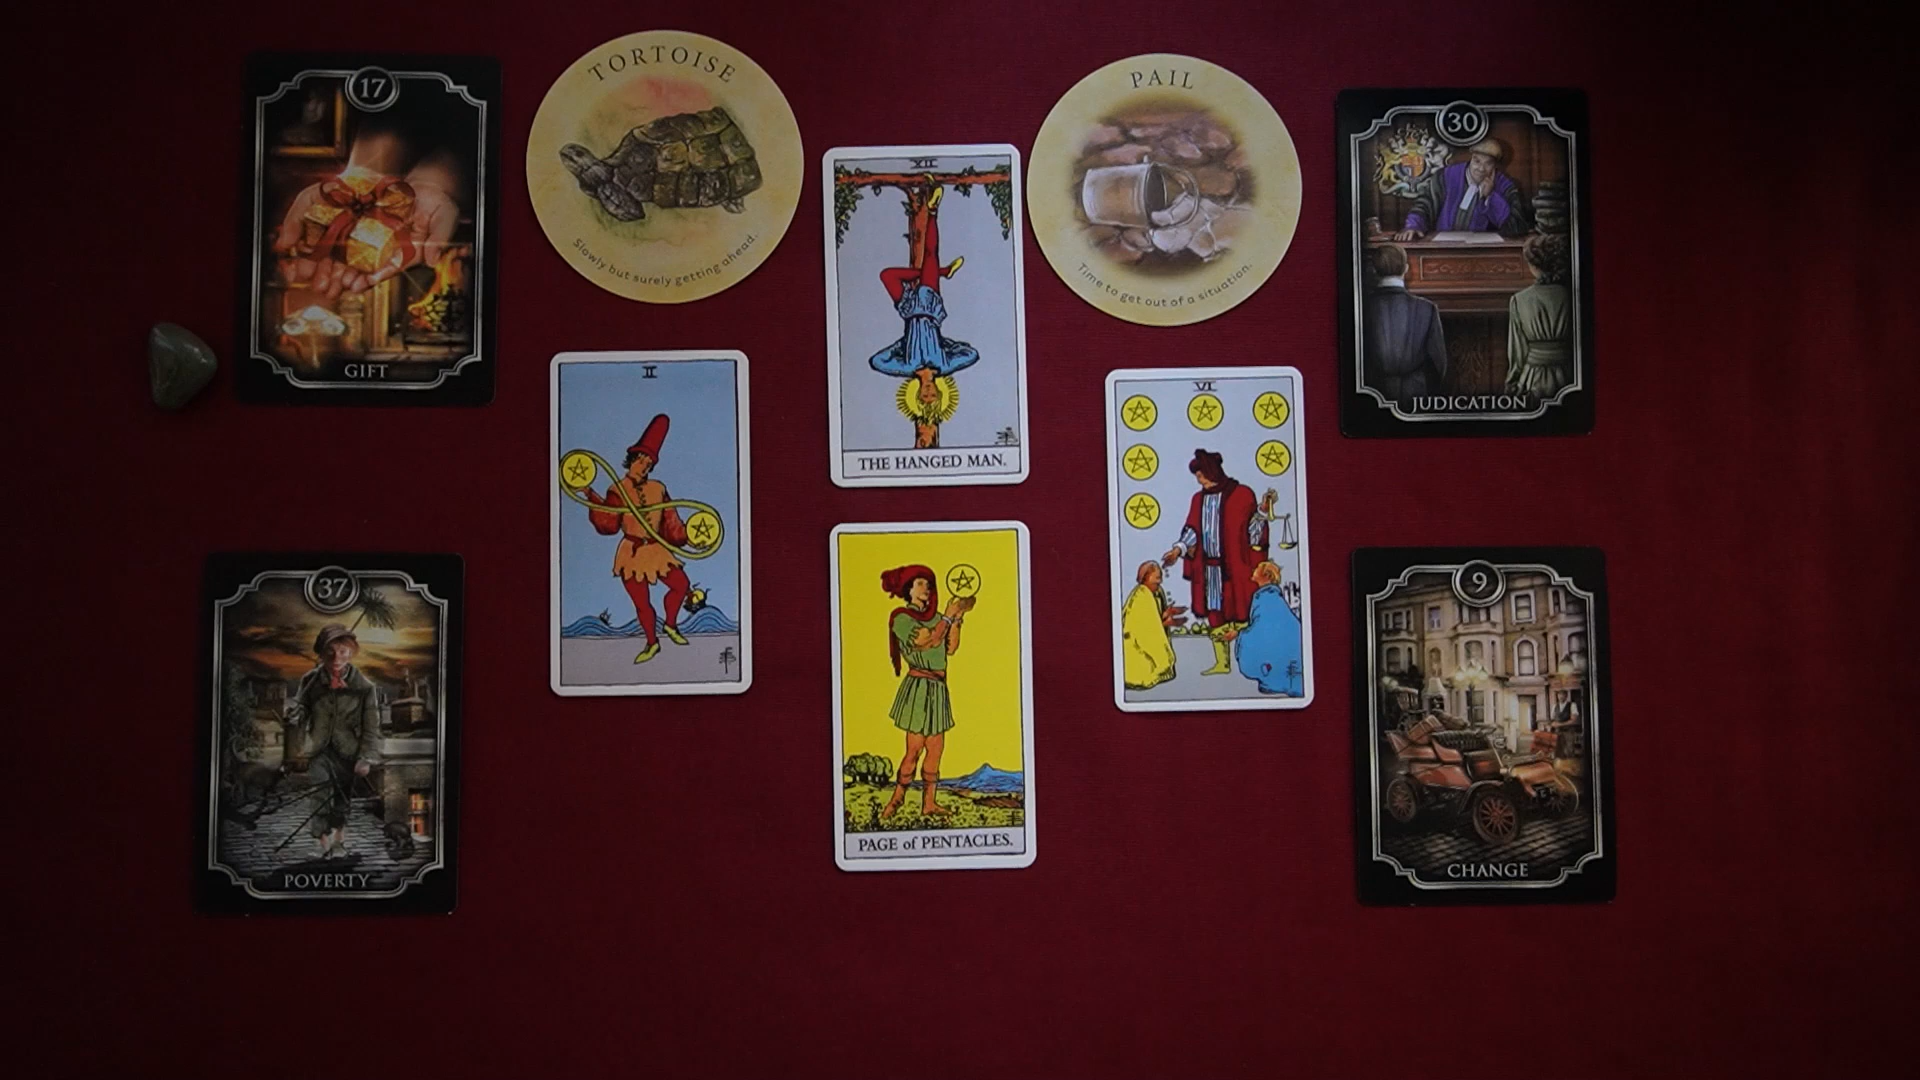 17
GIFT
TORTOISE
Slowly but surely getting ahead.
XII
THE HANGED MAN.
PAIL
Time to get out of a situation.
30
JUDICATION
II
VI
37
POVERTY
PAGE of PENTACLES.
9
CHANGE